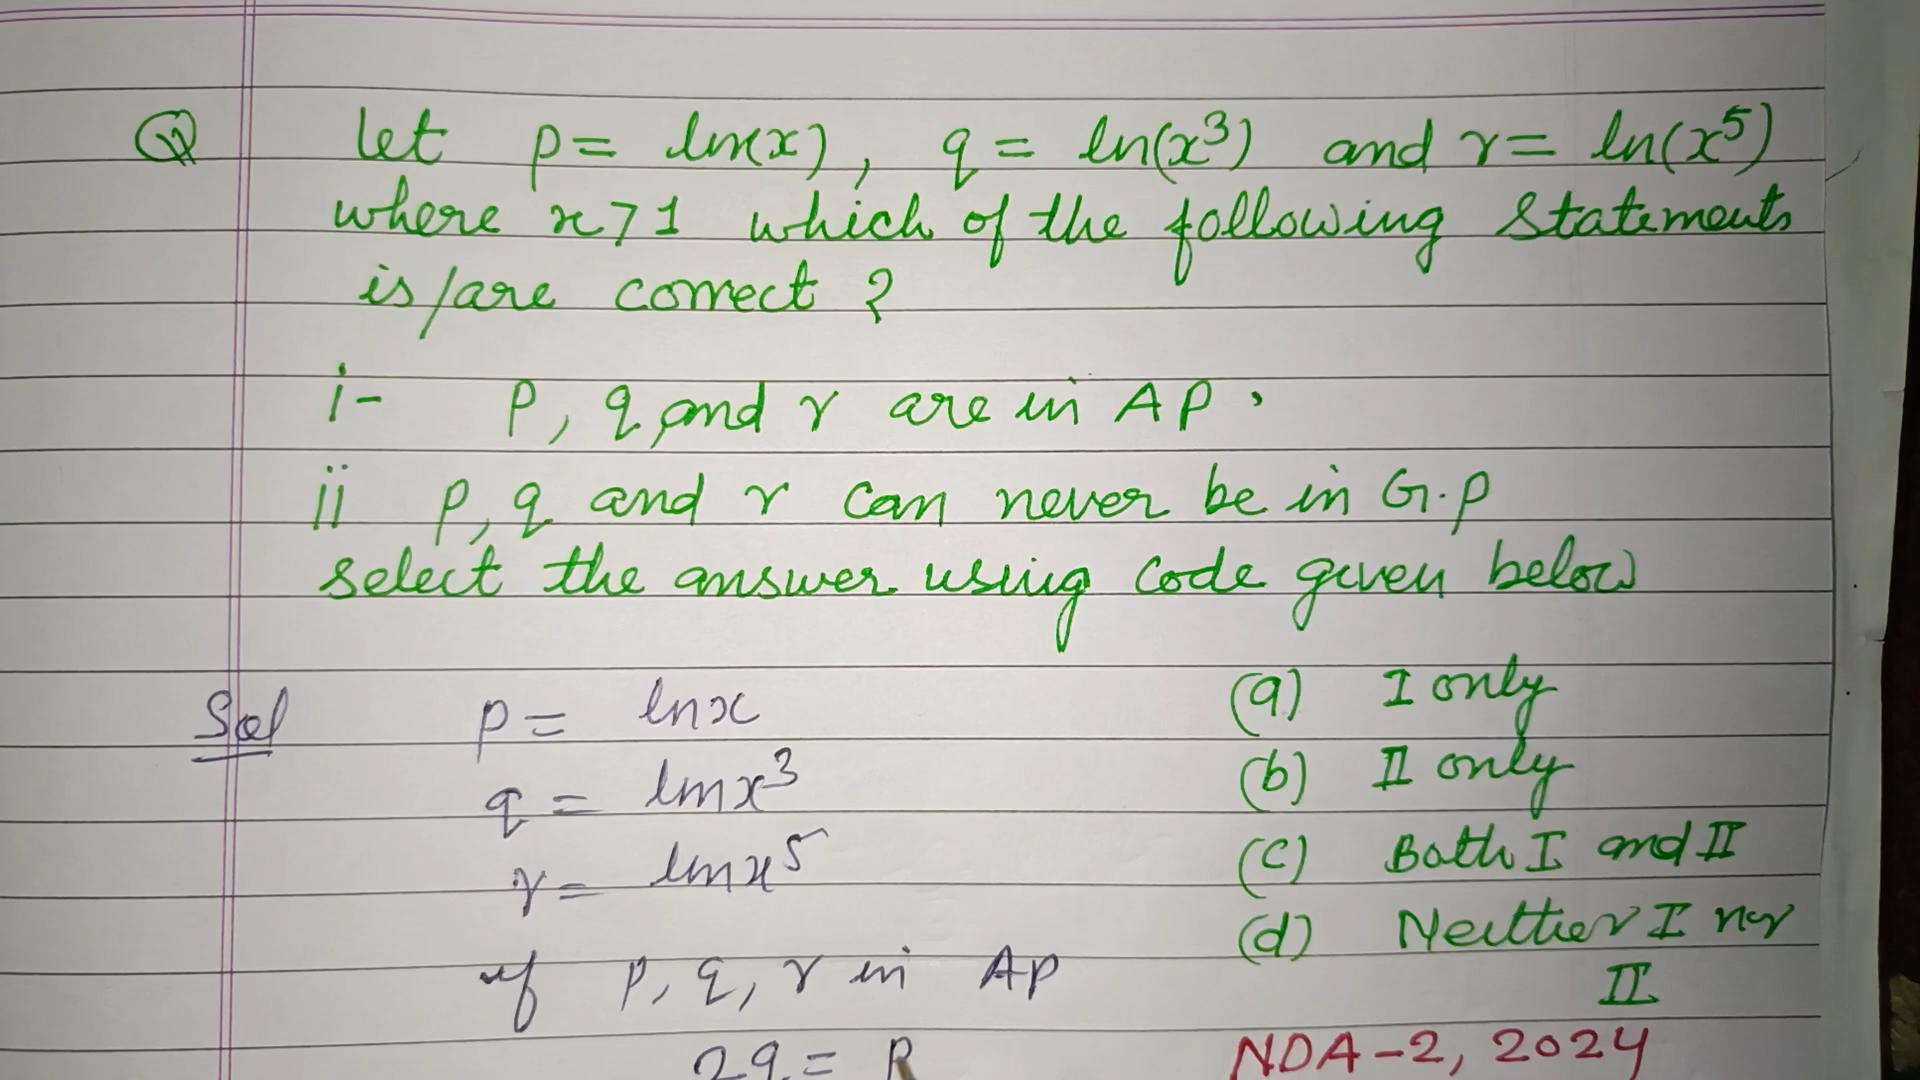 Q let p = ln(x), q = ln(x³) and r = ln(x⁵)
where x > 1 which of the following statements
is/are correct ?
i- P, q and r are in AP.
ii p, q and r can never be in G.p
select the answer using code given below
Sol p = lnx (a) I only
q = lnx³ (b) II only
r = lnx⁵ (c) Both I and II
(d) Neither I nor
if p, q, r in AP II
2q = P NDA-2, 2024